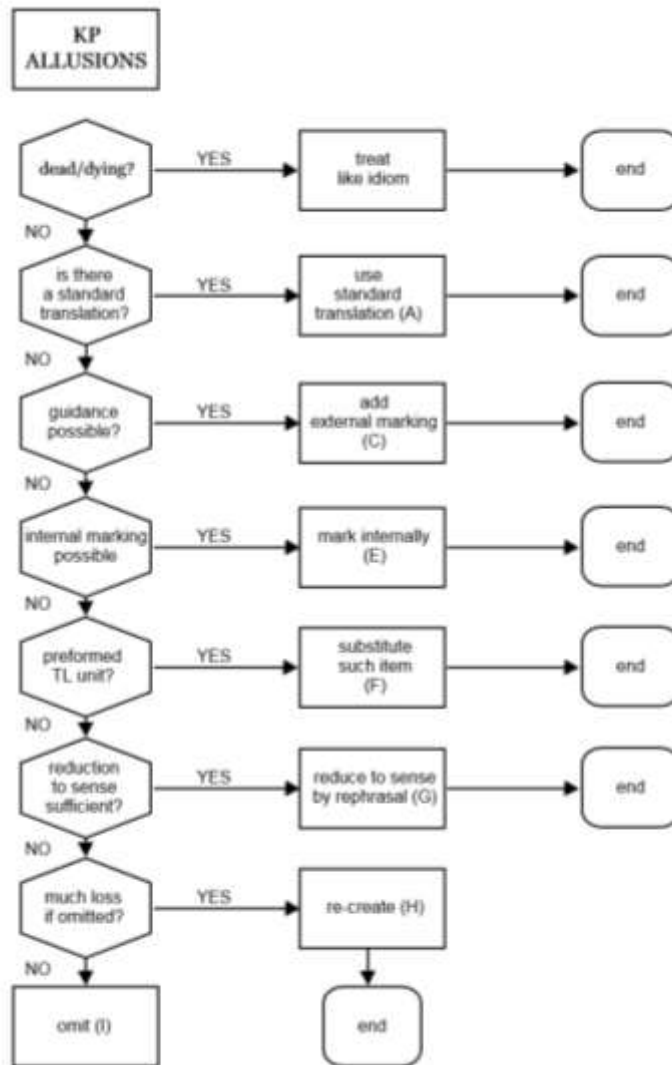 KP
ALLUSIONS
dead/dying?
YES
treat
like idiom
end
NO
is there
a standard
translation?
YES
use
standard
translation (A)
end
NO
guidance
possible?
YES
add
external marking
(C)
end
NO
internal marking
possible
YES
mark internally
(E)
end
NO
preformed
TL unit?
YES
substitute
such item
(F)
end
NO
reduction
to sense
sufficient?
YES
reduce to sense
by rephrasal (G)
end
NO
much loss
if omitted?
YES
re-create (H)
NO
omit (I)
end